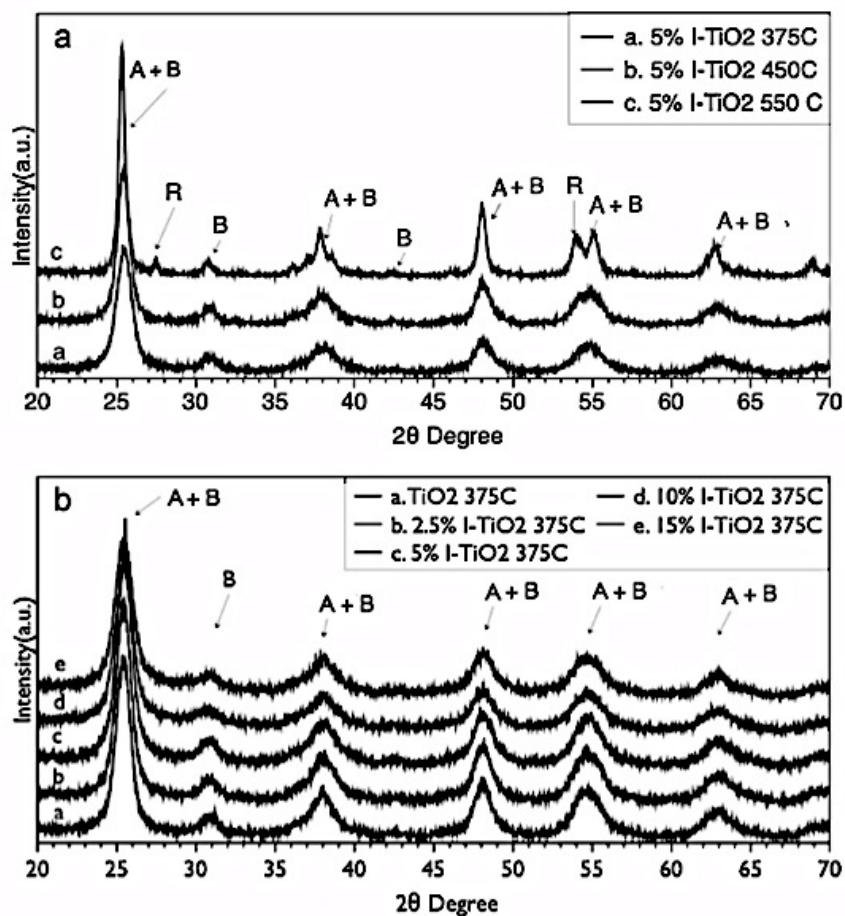 a
a. 5% I-TiO2 375C
b. 5% I-TiO2 450C
c. 5% I-TiO2 550 C
A + B
R
B
A + B
B
A + B
R
A + B
A + B
c
b
a
Intensity(a.u.)
20 25 30 35 40 45 50 55 60 65 70
2θ Degree
b
a.TiO2 375C
b. 2.5% I-TiO2 375C
c. 5% I-TiO2 375C
d. 10% I-TiO2 375C
e. 15% I-TiO2 375C
A + B
B
A + B
A + B
A + B
A + B
e
d
c
b
a
Intensity(a.u.)
20 25 30 35 40 45 50 55 60 65 70
2θ Degree